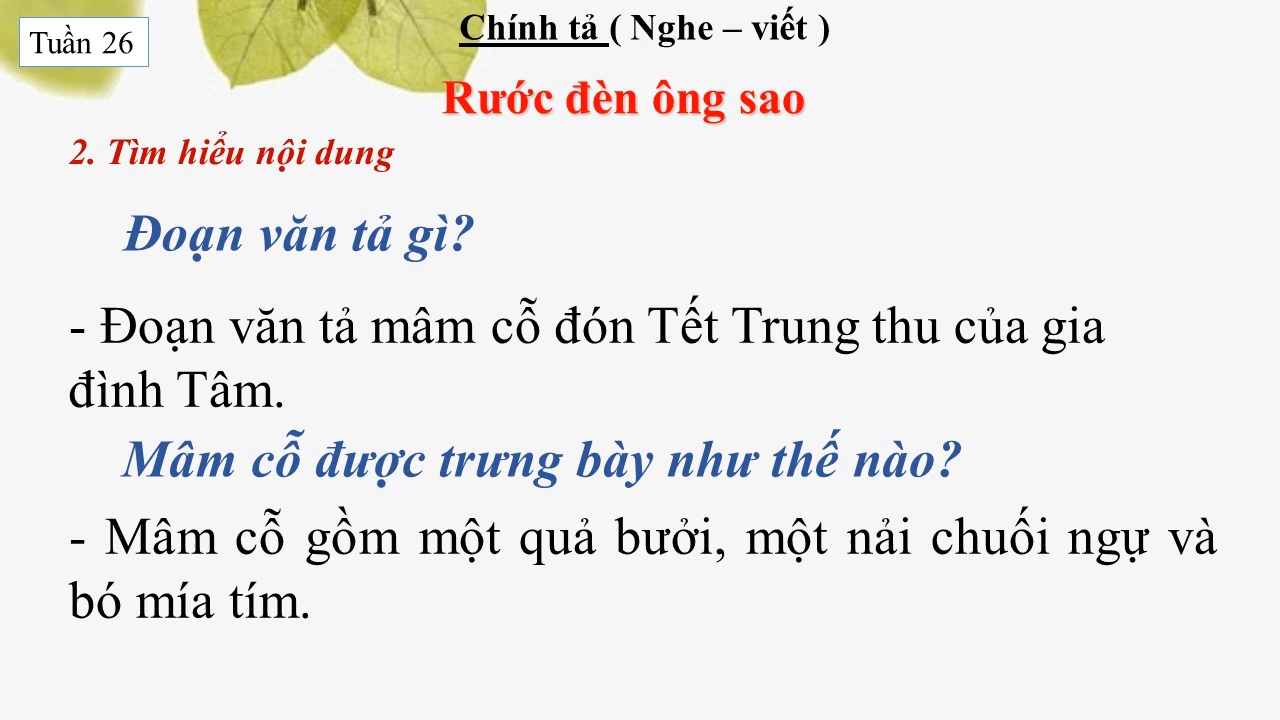 Tuần 26
Chính tả ( Nghe – viết )
Rước đèn ông sao
2. Tìm hiểu nội dung
Đoạn văn tả gì?
- Đoạn văn tả mâm cỗ đón Tết Trung thu của gia
đình Tâm.
Mâm cỗ được trưng bày như thế nào?
- Mâm cỗ gồm một quả bưởi, một nải chuối ngự và
bó mía tím.